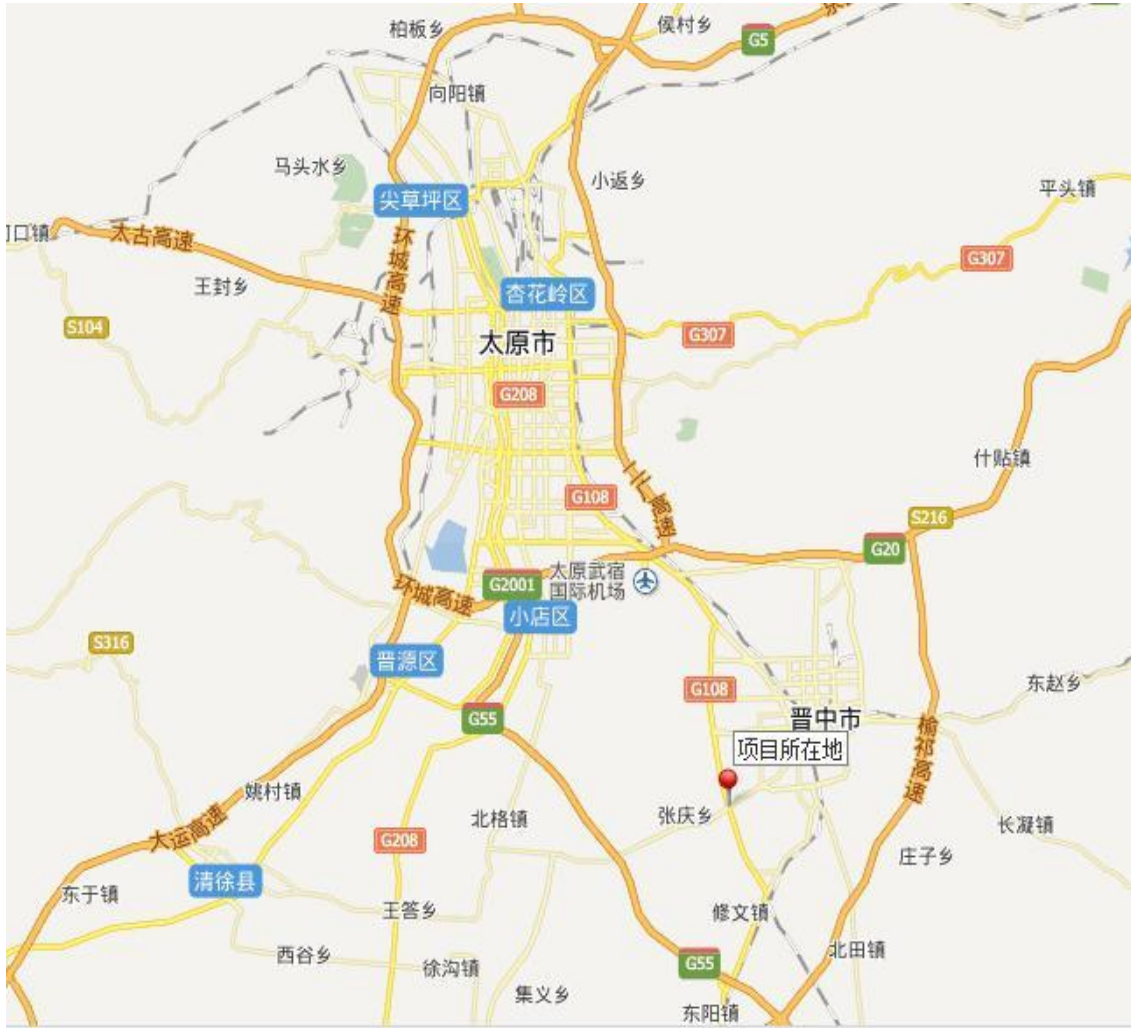 柏板乡
侯村乡
G5
向阳镇
马头水乡
小返乡
平头镇
尖草坪区
口镇
太古高速
环城高速
G307
王封乡
杏花岭区
S104
G307
太原市
G208
什贴镇
G108
二广高速
S216
G20
太原武宿
国际机场
G2001
环城高速
小店区
S316
晋源区
G108
东赵乡
G55
晋中市
榆祁高速
项目所在地
姚村镇
张庆乡
北格镇
长凝镇
大运高速
G208
庄子乡
清徐县
东于镇
王答乡
修文镇
西谷乡
徐沟镇
北田镇
G55
集义乡
东阳镇